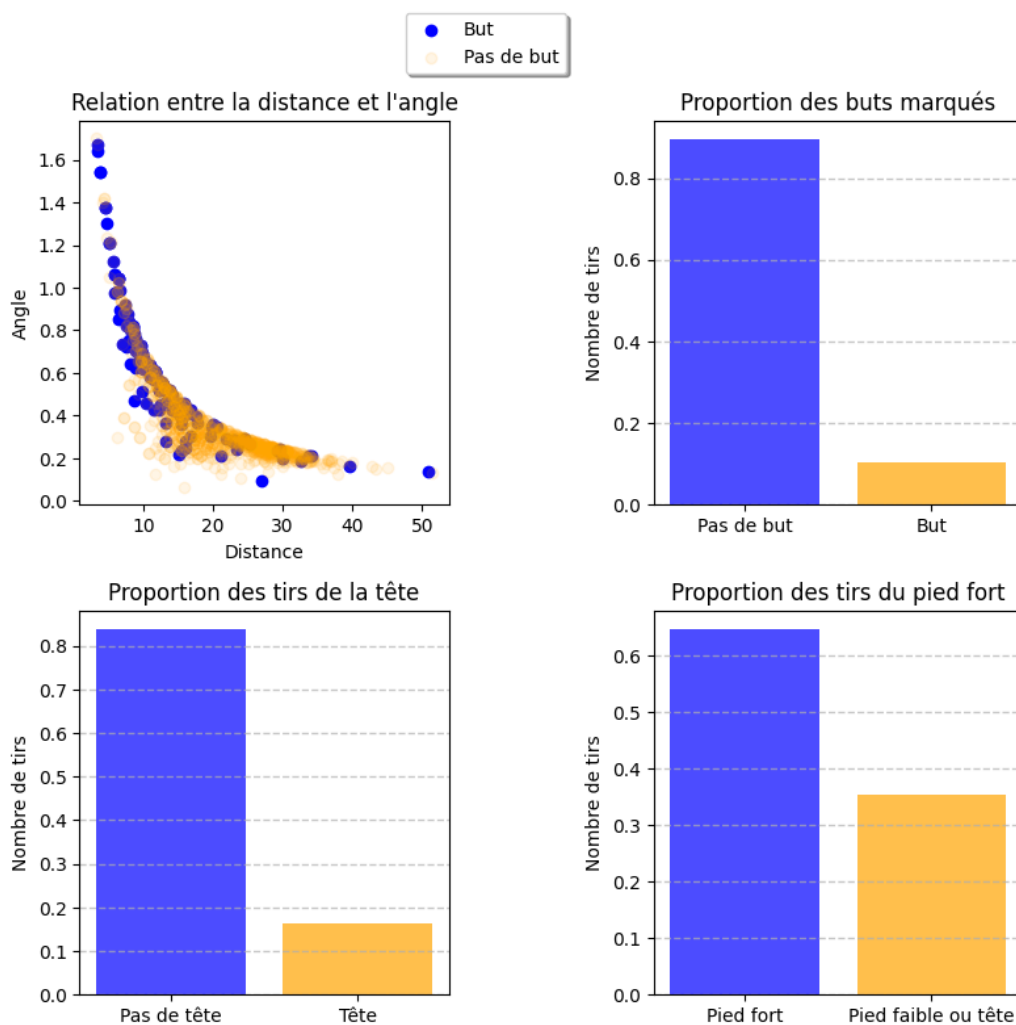 But
Pas de but
Relation entre la distance et l'angle
Angle
1.6
1.4
1.2
1.0
0.8
0.6
0.4
0.2
0.0
10
20
30
40
50
Distance
Proportion des buts marqués
Nombre de tirs
0.8
0.6
0.4
0.2
0.0
Pas de but
But
Proportion des tirs de la tête
Nombre de tirs
0.8
0.7
0.6
0.5
0.4
0.3
0.2
0.1
0.0
Pas de tête
Tête
Proportion des tirs du pied fort
Nombre de tirs
0.6
0.5
0.4
0.3
0.2
0.1
0.0
Pied fort
Pied faible ou tête